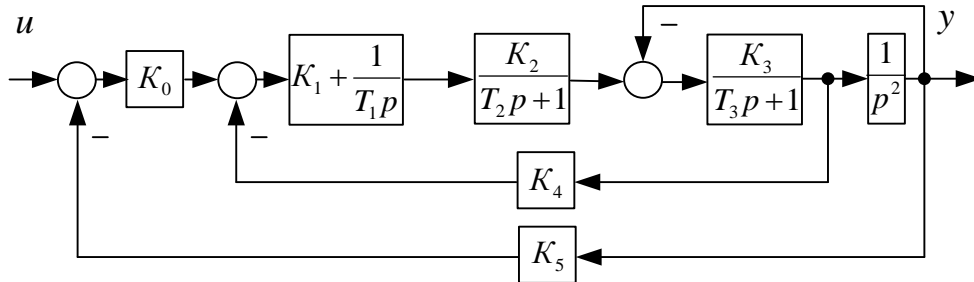 u
y
−
K₀
K₁ + 1/(T₁p)
K₂/(T₂p + 1)
K₃/(T₃p + 1)
1/p²
−
−
K₄
K₅